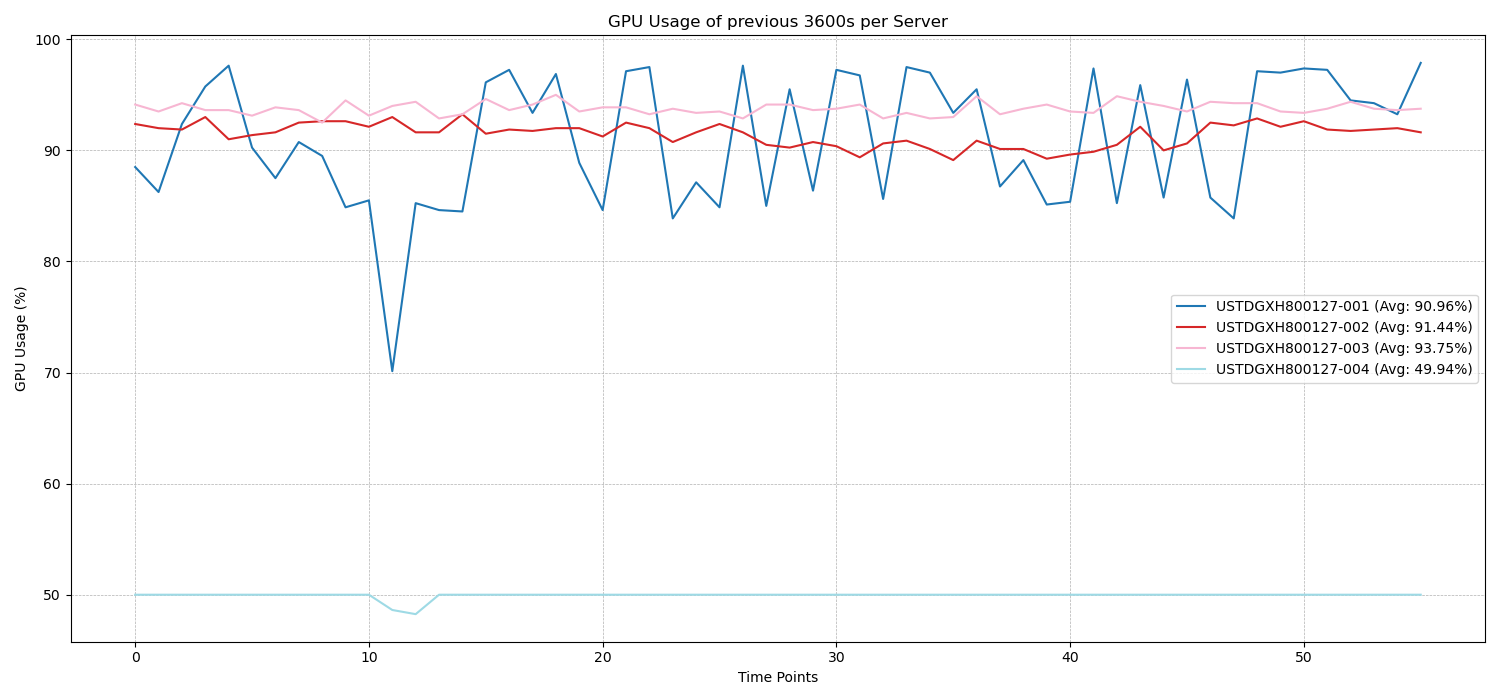 GPU Usage of previous 3600s per Server
GPU Usage (%)
100
90
80
70
60
50
USTDGXH800127-001 (Avg: 90.96%)
USTDGXH800127-002 (Avg: 91.44%)
USTDGXH800127-003 (Avg: 93.75%)
USTDGXH800127-004 (Avg: 49.94%)
0 10 20 30 40 50
Time Points